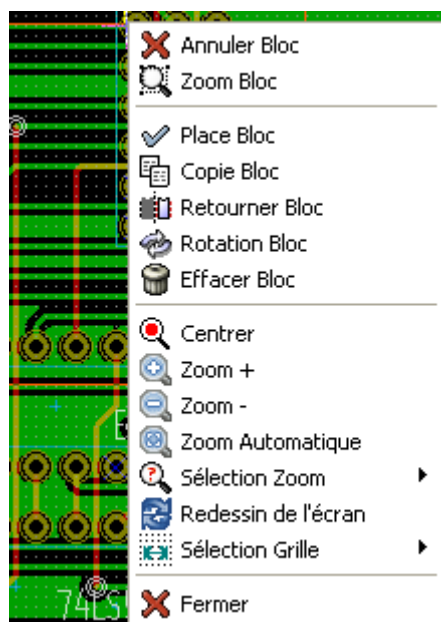 Annuler Bloc
Zoom Bloc
Place Bloc
Copie Bloc
Retourner Bloc
Rotation Bloc
Effacer Bloc
Centrer
Zoom +
Zoom -
Zoom Automatique
Sélection Zoom
Redessin de l'écran
Sélection Grille
Fermer
74LS